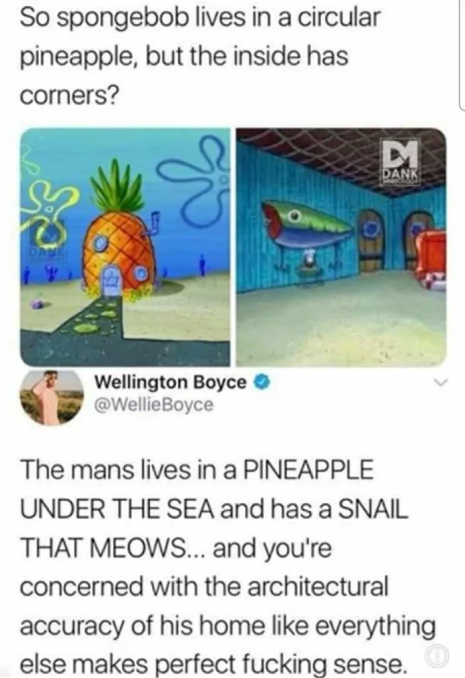 So spongebob lives in a circular
pineapple, but the inside has
corners?
DM
DANK
Wellington Boyce
@WellieBoyce
The mans lives in a PINEAPPLE
UNDER THE SEA and has a SNAIL
THAT MEOWS... and you're
concerned with the architectural
accuracy of his home like everything
else makes perfect fucking sense.